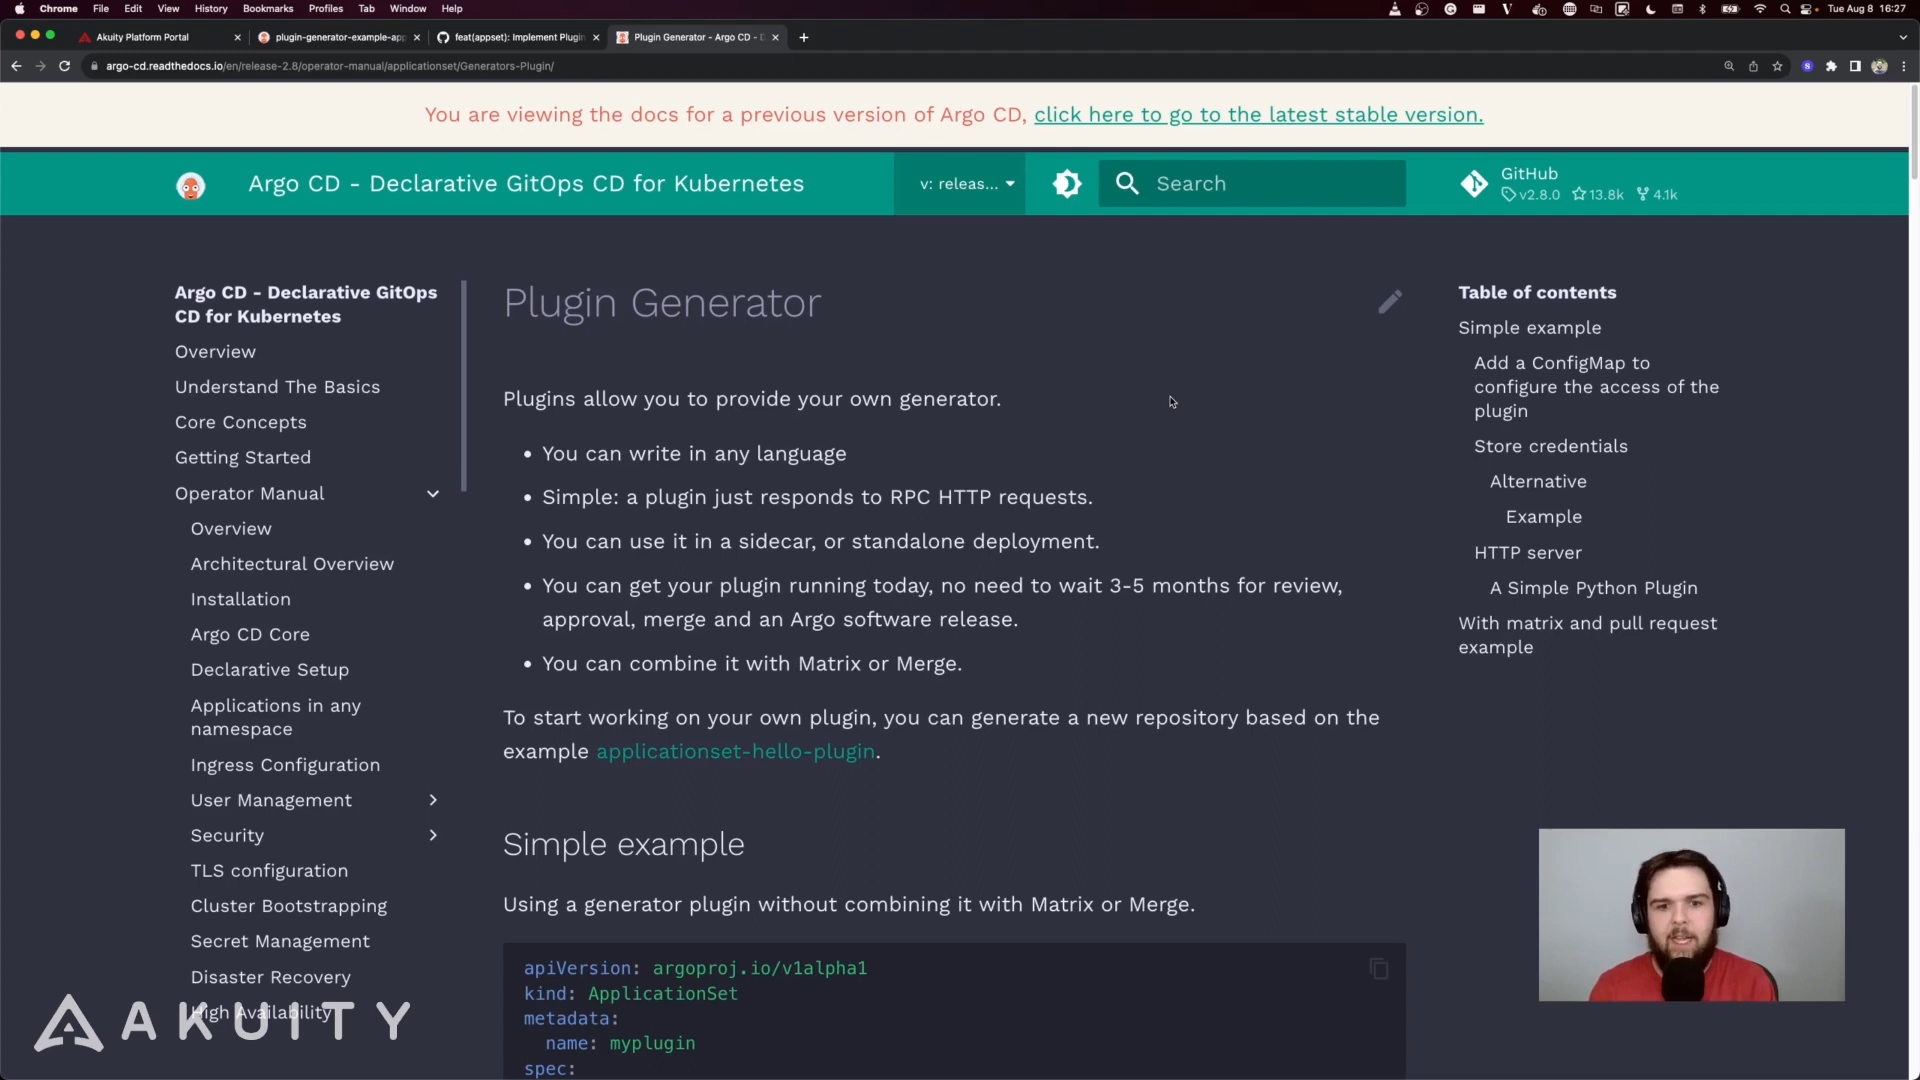 Chrome File Edit View History Bookmarks Profiles Tab Window Help
Tue Aug 8 16:27
Akuity Platform Portal
plugin-generator-example-app
feat(appset): Implement Plugin
Plugin Generator - Argo CD - D
argo-cd.readthedocs.io/en/release-2.8/operator-manual/applicationset/Generators-Plugin/
You are viewing the docs for a previous version of Argo CD, click here to go to the latest stable version.
Argo CD - Declarative GitOps CD for Kubernetes
v: releas...
Search
GitHub
v2.8.0 13.8k 4.1k
Argo CD - Declarative GitOps
CD for Kubernetes
Overview
Understand The Basics
Core Concepts
Getting Started
Operator Manual
Overview
Architectural Overview
Installation
Argo CD Core
Declarative Setup
Applications in any
namespace
Ingress Configuration
User Management
Security
TLS configuration
Cluster Bootstrapping
Secret Management
Disaster Recovery
High Availability
Plugin Generator
Plugins allow you to provide your own generator.
• You can write in any language
• Simple: a plugin just responds to RPC HTTP requests.
• You can use it in a sidecar, or standalone deployment.
• You can get your plugin running today, no need to wait 3-5 months for review,
approval, merge and an Argo software release.
• You can combine it with Matrix or Merge.
To start working on your own plugin, you can generate a new repository based on the
example applicationset-hello-plugin.
Simple example
Using a generator plugin without combining it with Matrix or Merge.
apiVersion: argoproj.io/v1alpha1
kind: ApplicationSet
metadata:
name: myplugin
spec:
Table of contents
Simple example
Add a ConfigMap to
configure the access of the
plugin
Store credentials
Alternative
Example
HTTP server
A Simple Python Plugin
With matrix and pull request
example
AKUITY